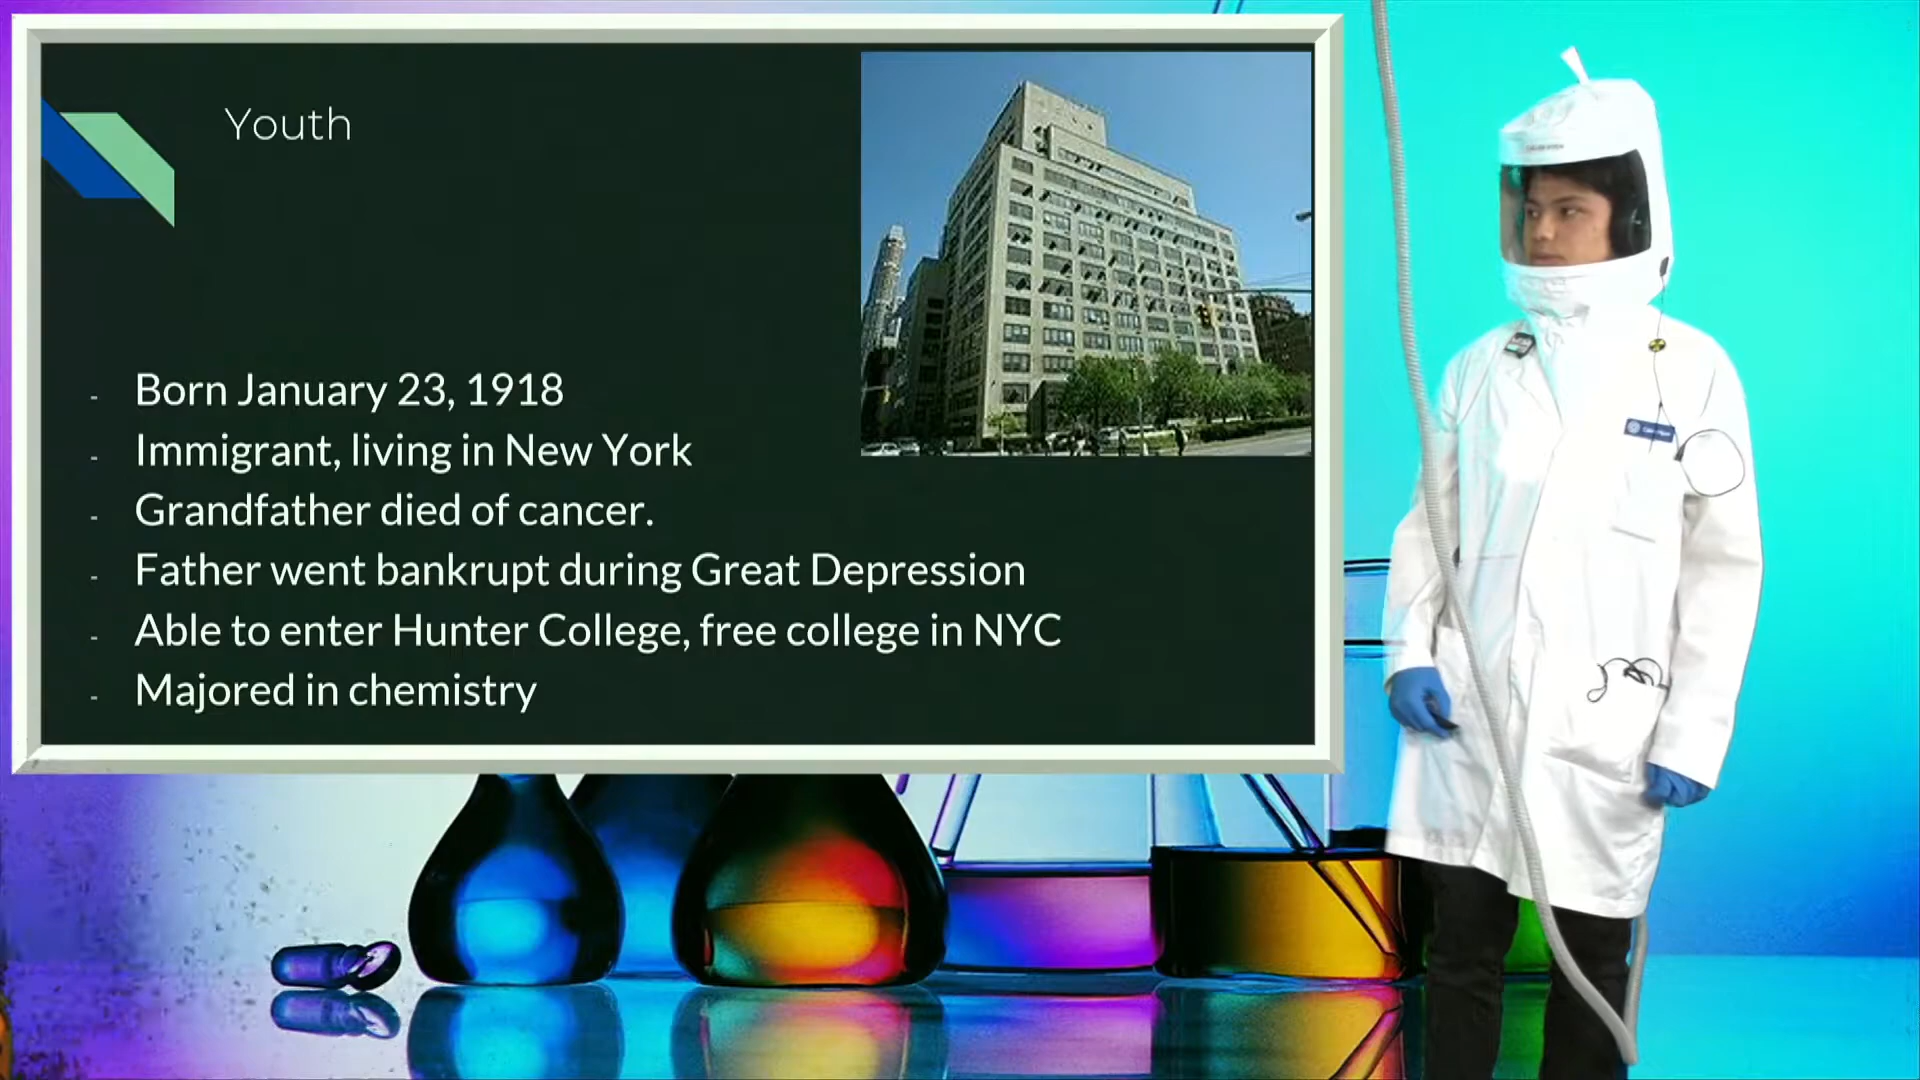 Youth
- Born January 23, 1918
- Immigrant, living in New York
- Grandfather died of cancer.
- Father went bankrupt during Great Depression
- Able to enter Hunter College, free college in NYC
- Majored in chemistry